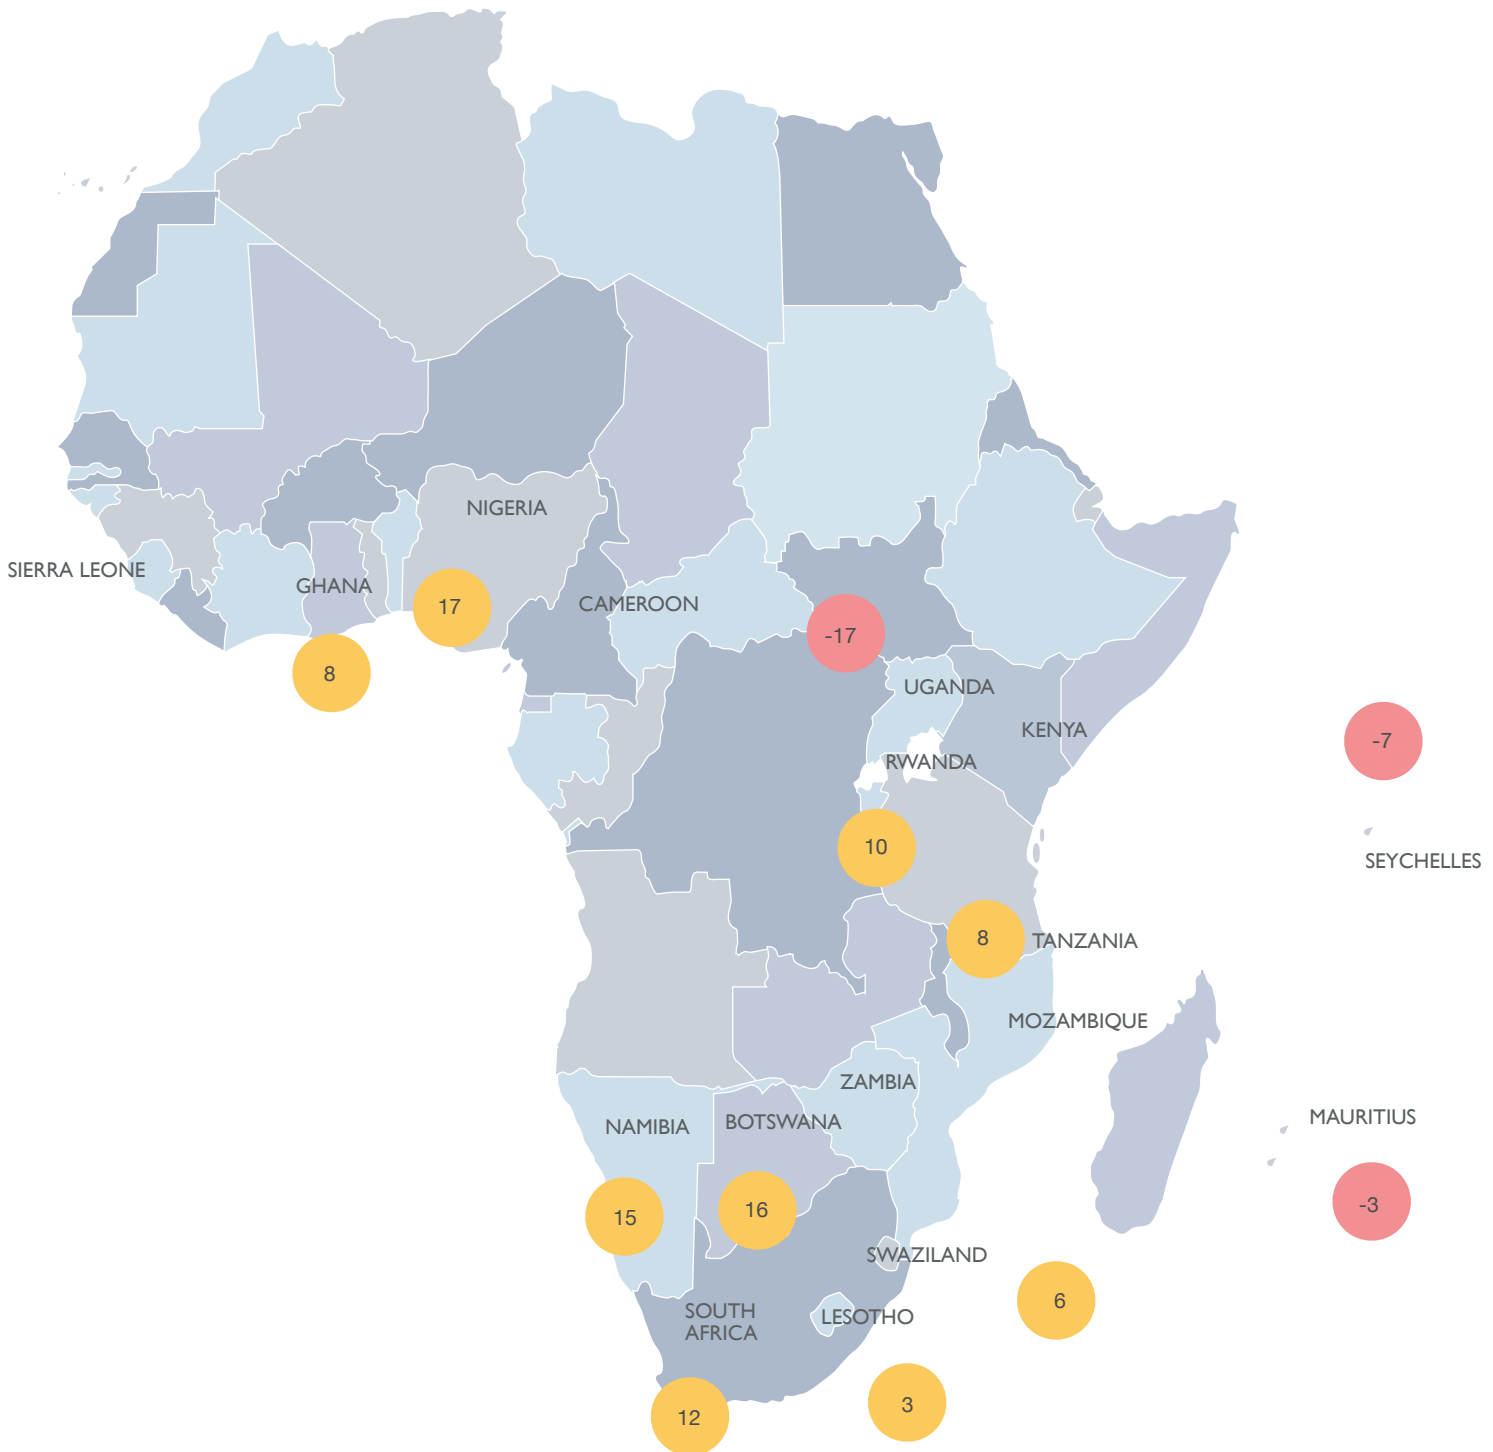 NIGERIA
SIERRA LEONE
GHANA
17
CAMEROON
-17
8
UGANDA
KENYA
-7
RWANDA
10
SEYCHELLES
8
TANZANIA
MOZAMBIQUE
ZAMBIA
NAMIBIA
BOTSWANA
MAURITIUS
15
16
-3
SWAZILAND
6
SOUTH
AFRICA
LESOTHO
12
3